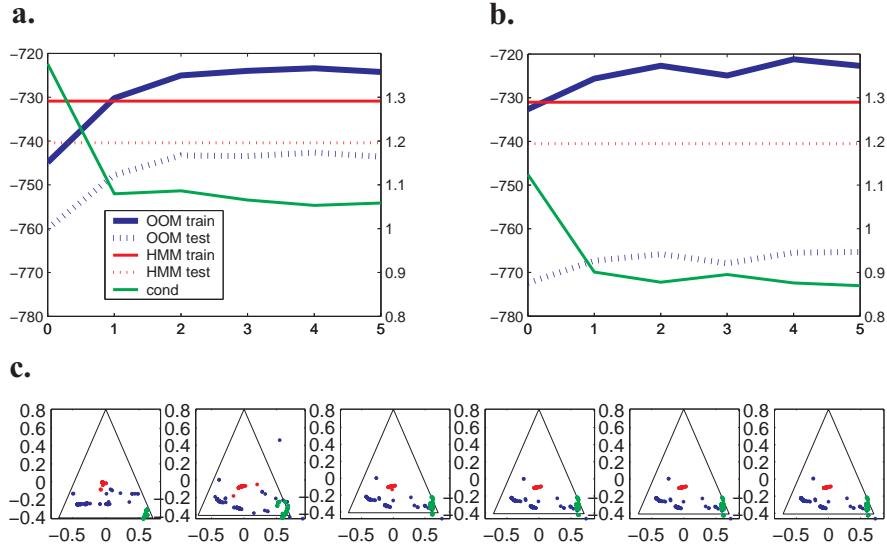 a.
b.
−720
−730
−740
−750
−760
−770
−780
1.3
1.2
1.1
1
0.9
0.8
0 1 2 3 4 5
OOM train
OOM test
HMM train
HMM test
cond
−720
−730
−740
−750
−760
−770
−780
1.3
1.2
1.1
1
0.9
0.8
0 1 2 3 4 5
c.
0.8 0.8 0.8 0.8 0.8 0.8
0.6 0.6 0.6 0.6 0.6 0.6
0.4 0.4 0.4 0.4 0.4 0.4
0.2 0.2 0.2 0.2 0.2 0.2
0 0 0 0 0 0
−0.2 −0.2 −0.2 −0.2 −0.2 −0.2
−0.4 −0.4 −0.4 −0.4 −0.4 −0.4
−0.5 0 0.5 −0.5 0 0.5 −0.5 0 0.5 −0.5 0 0.5 −0.5 0 0.5 −0.5 0 0.5